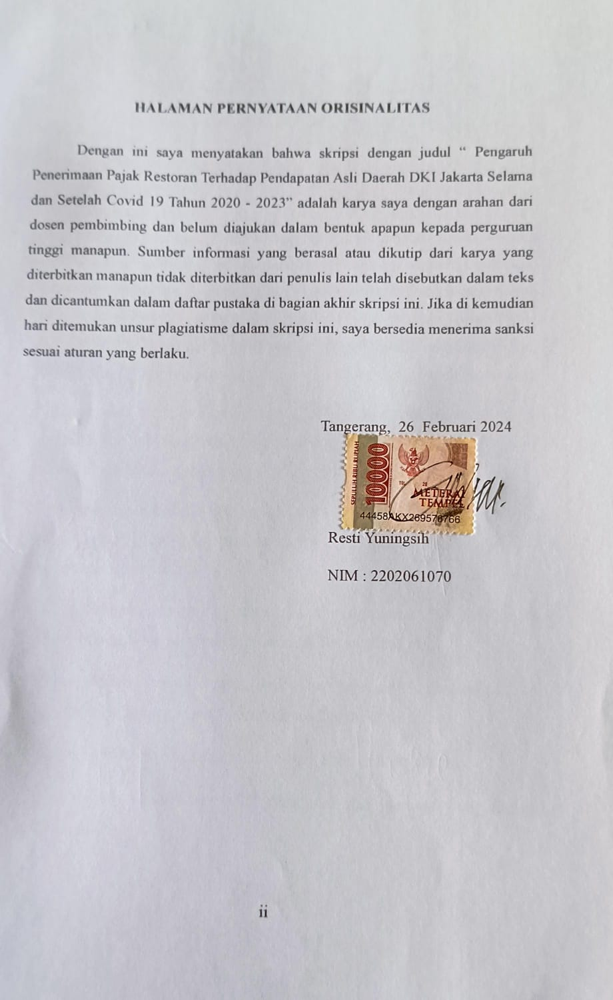 HALAMAN PERNYATAAN ORISINALITAS
Dengan ini saya menyatakan bahwa skripsi dengan judul “ Pengaruh
Penerimaan Pajak Restoran Terhadap Pendapatan Asli Daerah DKI Jakarta Selama
dan Setelah Covid 19 Tahun 2020 - 2023” adalah karya saya dengan arahan dari
dosen pembimbing dan belum diajukan dalam bentuk apapun kepada perguruan
tinggi manapun. Sumber informasi yang berasal atau dikutip dari karya yang
diterbitkan manapun tidak diterbitkan dari penulis lain telah disebutkan dalam teks
dan dicantumkan dalam daftar pustaka di bagian akhir skripsi ini. Jika di kemudian
hari ditemukan unsur plagiatisme dalam skripsi ini, saya bersedia menerima sanksi
sesuai aturan yang berlaku.
Tangerang, 26 Februari 2024
SEPULUH RIBU RUPIAH
10000
TGL 20
METERAI
TEMPEL
44458AKX269576766
Resti Yuningsih
NIM : 2202061070
ii